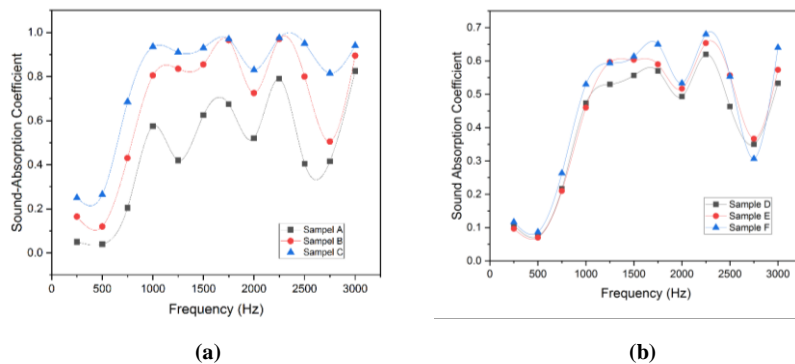 (a)
1.0
0.8
0.6
0.4
0.2
0.0
Sound-Absorption Coefficient
Sampel A
Sampel B
Sampel C
0 500 1000 1500 2000 2500 3000
Frequency (Hz)
(b)
0.7
0.6
0.5
0.4
0.3
0.2
0.1
0.0
Sound Absorption Coefficient
Sample D
Sample E
Sample F
0 500 1000 1500 2000 2500 3000
Frequency (Hz)
(a)
(b)